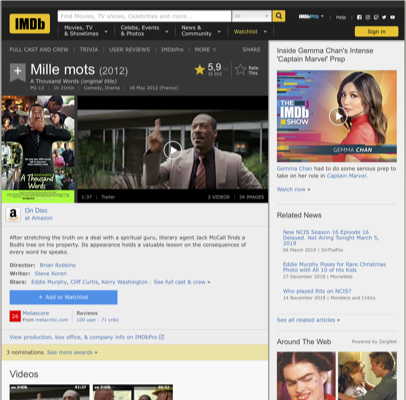 IMDb
Find Movies, TV shows, Celebrities and more...
All
Movies, TV & Showtimes
Celebs, Events & Photos
News & Community
Watchlist
IMDbPro
Help
Sign in
FULL CAST AND CREW | TRIVIA | USER REVIEWS | IMDbPro | MORE
SHARE
Mille mots (2012)
A Thousand Words (original title)
PG-13 | 1h 31min | Comedy, Drama | 16 May 2012 (France)
5,9
Rate This
A Thousand Words
1:37 | Trailer
2 VIDEOS | 34 IMAGES
On Disc
at Amazon
After stretching the truth on a deal with a spiritual guru, literary agent Jack McCall finds a
Bodhi tree on his property. Its appearance holds a valuable lesson on the consequences of
every word he speaks.
Director: Brian Robbins
Writer: Steve Koren
Stars: Eddie Murphy, Cliff Curtis, Kerry Washington | See full cast & crew »
+ Add to Watchlist
26
Metascore
From metacritic.com
Reviews
100 user | 71 critic
View production, box office, & company info on IMDbPro
3 nominations. See more awards »
Videos
Inside Gemma Chan's Intense
'Captain Marvel' Prep
THE IMDb SHOW
GEMMA CHAN
Gemma Chan had to do some serious prep to
take on her role in Captain Marvel.
Watch now »
Related News
New NCIS Season 16 Episode 16
Delayed. Not Airing Tonight March 5,
2019
06 March 2019 | OnTheFlix
Eddie Murphy Poses for Rare Christmas
Photo with All 10 of His Kids
27 December 2018 | MovieWeb
Who played Ritu on NCIS?
14 November 2018 | Monsters and Critics
See all related articles »
Around The Web | Powered by ZergNet